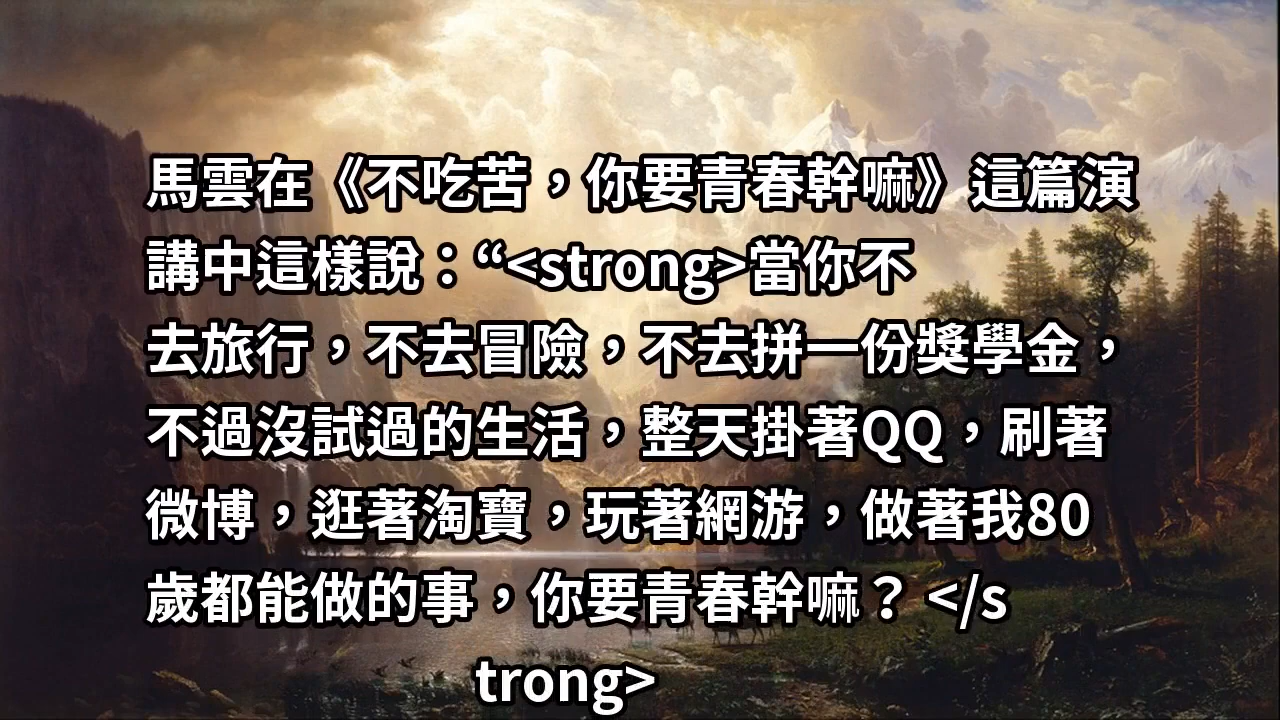 馬雲在《不吃苦，你要青春幹嘛》這篇演
講中這樣說：“<strong>當你不
去旅行，不去冒險，不去拼一份獎學金，
不過沒試過的生活，整天掛著QQ，刷著
微博，逛著淘寶，玩著網游，做著我80
歲都能做的事，你要青春幹嘛？ </s
trong>